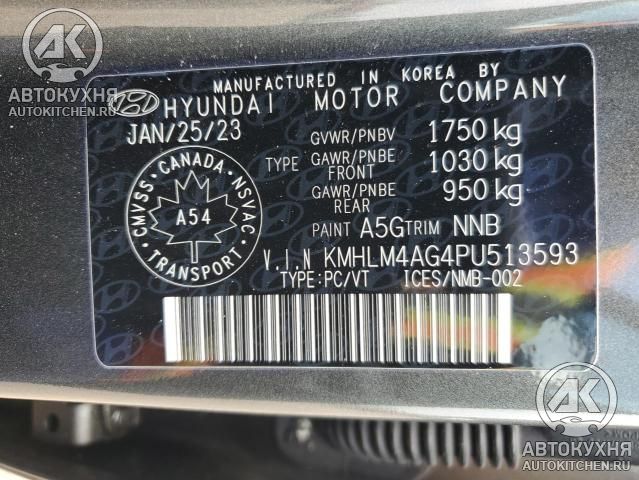 АВТОКУХНЯ
AUTOKITCHEN.RU
MANUFACTURED IN KOREA BY
HYUNDAI MOTOR COMPANY
JAN/25/23
GVWR/PNBV 1750 kg
TYPE GAWR/PNBE FRONT 1030 kg
GAWR/PNBE REAR 950 kg
CANADA
CMVSS NSVAC
A54
TRANSPORT
PAINT A5G TRIM NNB
V.I.N KMHLM4AG4PU513593
TYPE:PC/VT ICES/NMB-002
АК
АВТОКУХНЯ
AUTOKITCHEN.RU